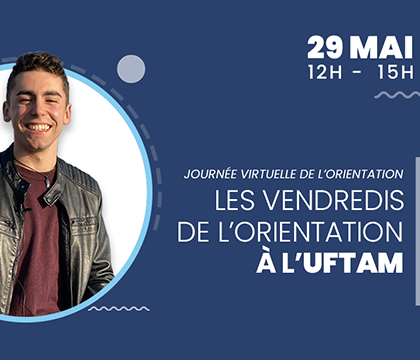 29 MAI
12H - 15H
JOURNÉE VIRTUELLE DE L'ORIENTATION
LES VENDREDIS
DE L'ORIENTATION
À L'UFTAM